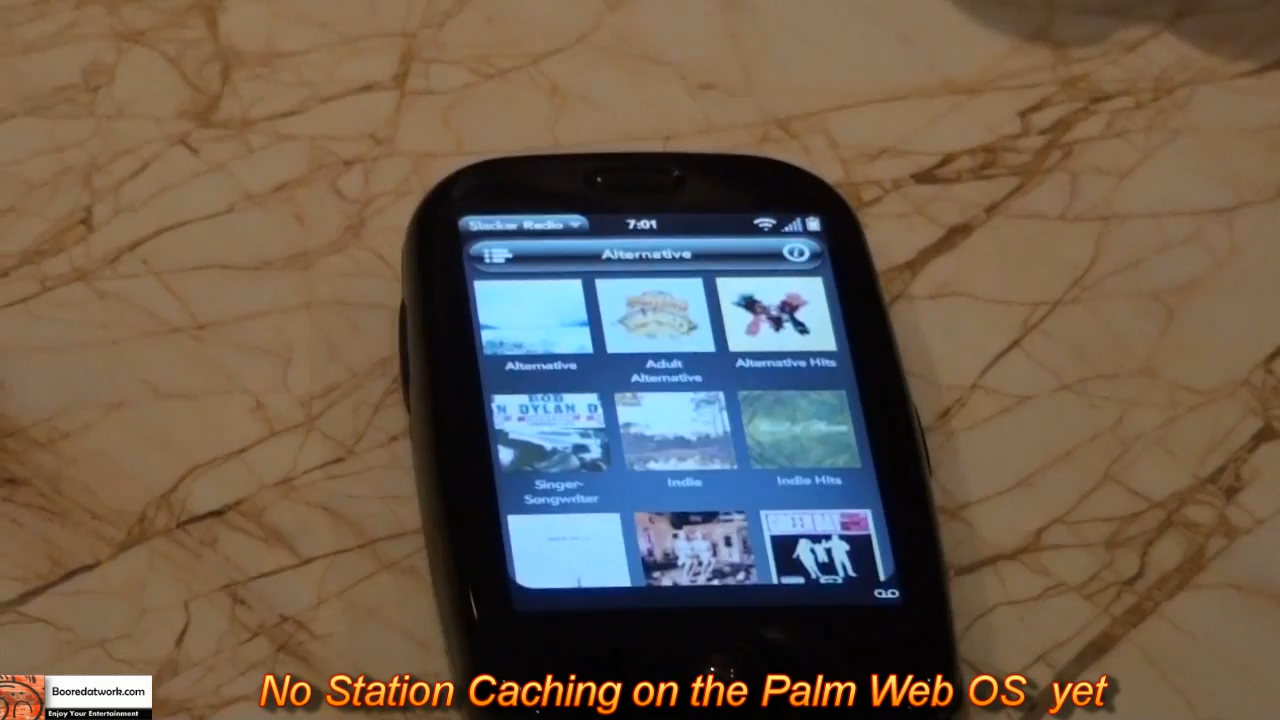 Slacker Radio
7:01
Alternative
Alternative
Adult
Alternative
Alternative Hits
BOB
N DYLAN D
Singer-
Songwriter
Indie
Indie Hits
Booredatwork.com
Enjoy Your Entertainment
No Station Caching on the Palm Web OS yet